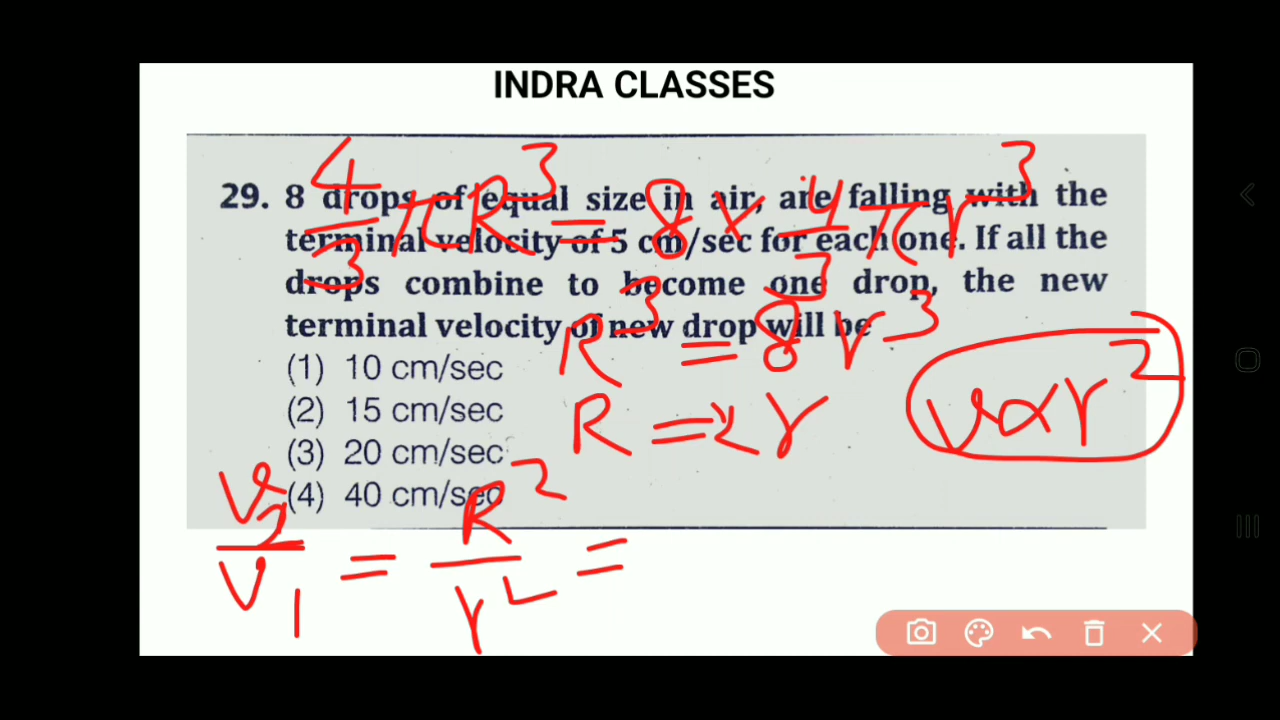 INDRA CLASSES
29. 8 drops of equal size in air, are falling with the
terminal velocity of 5 cm/sec for each one. If all the
drops combine to become one drop, the new
terminal velocity of new drop will be
(1) 10 cm/sec
(2) 15 cm/sec
(3) 20 cm/sec
(4) 40 cm/sec
4/3 πR³ = 8 × 4/3 πr³
R³ = 8r³
R = 2r
v∝r²
v₂/v₁ = R²/r² =